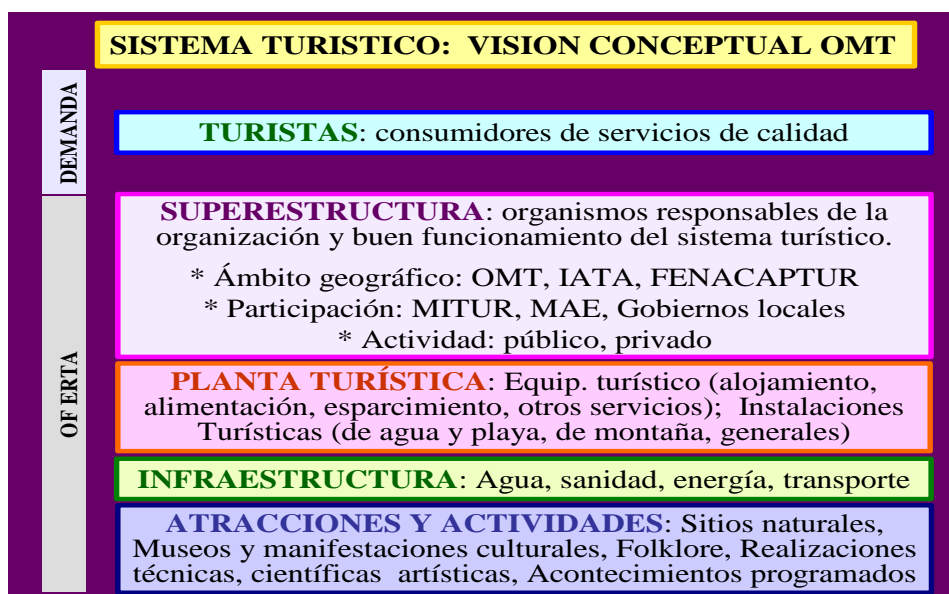 SISTEMA TURISTICO: VISION CONCEPTUAL OMT
DEMANDA
TURISTAS: consumidores de servicios de calidad
OF ERTA
SUPERESTRUCTURA: organismos responsables de la
organización y buen funcionamiento del sistema turístico.
* Ámbito geográfico: OMT, IATA, FENACAPTUR
* Participación: MITUR, MAE, Gobiernos locales
* Actividad: público, privado
PLANTA TURÍSTICA: Equip. turístico (alojamiento,
alimentación, esparcimiento, otros servicios); Instalaciones
Turísticas (de agua y playa, de montaña, generales)
INFRAESTRUCTURA: Agua, sanidad, energía, transporte
ATRACCIONES Y ACTIVIDADES: Sitios naturales,
Museos y manifestaciones culturales, Folklore, Realizaciones
técnicas, científicas artísticas, Acontecimientos programados